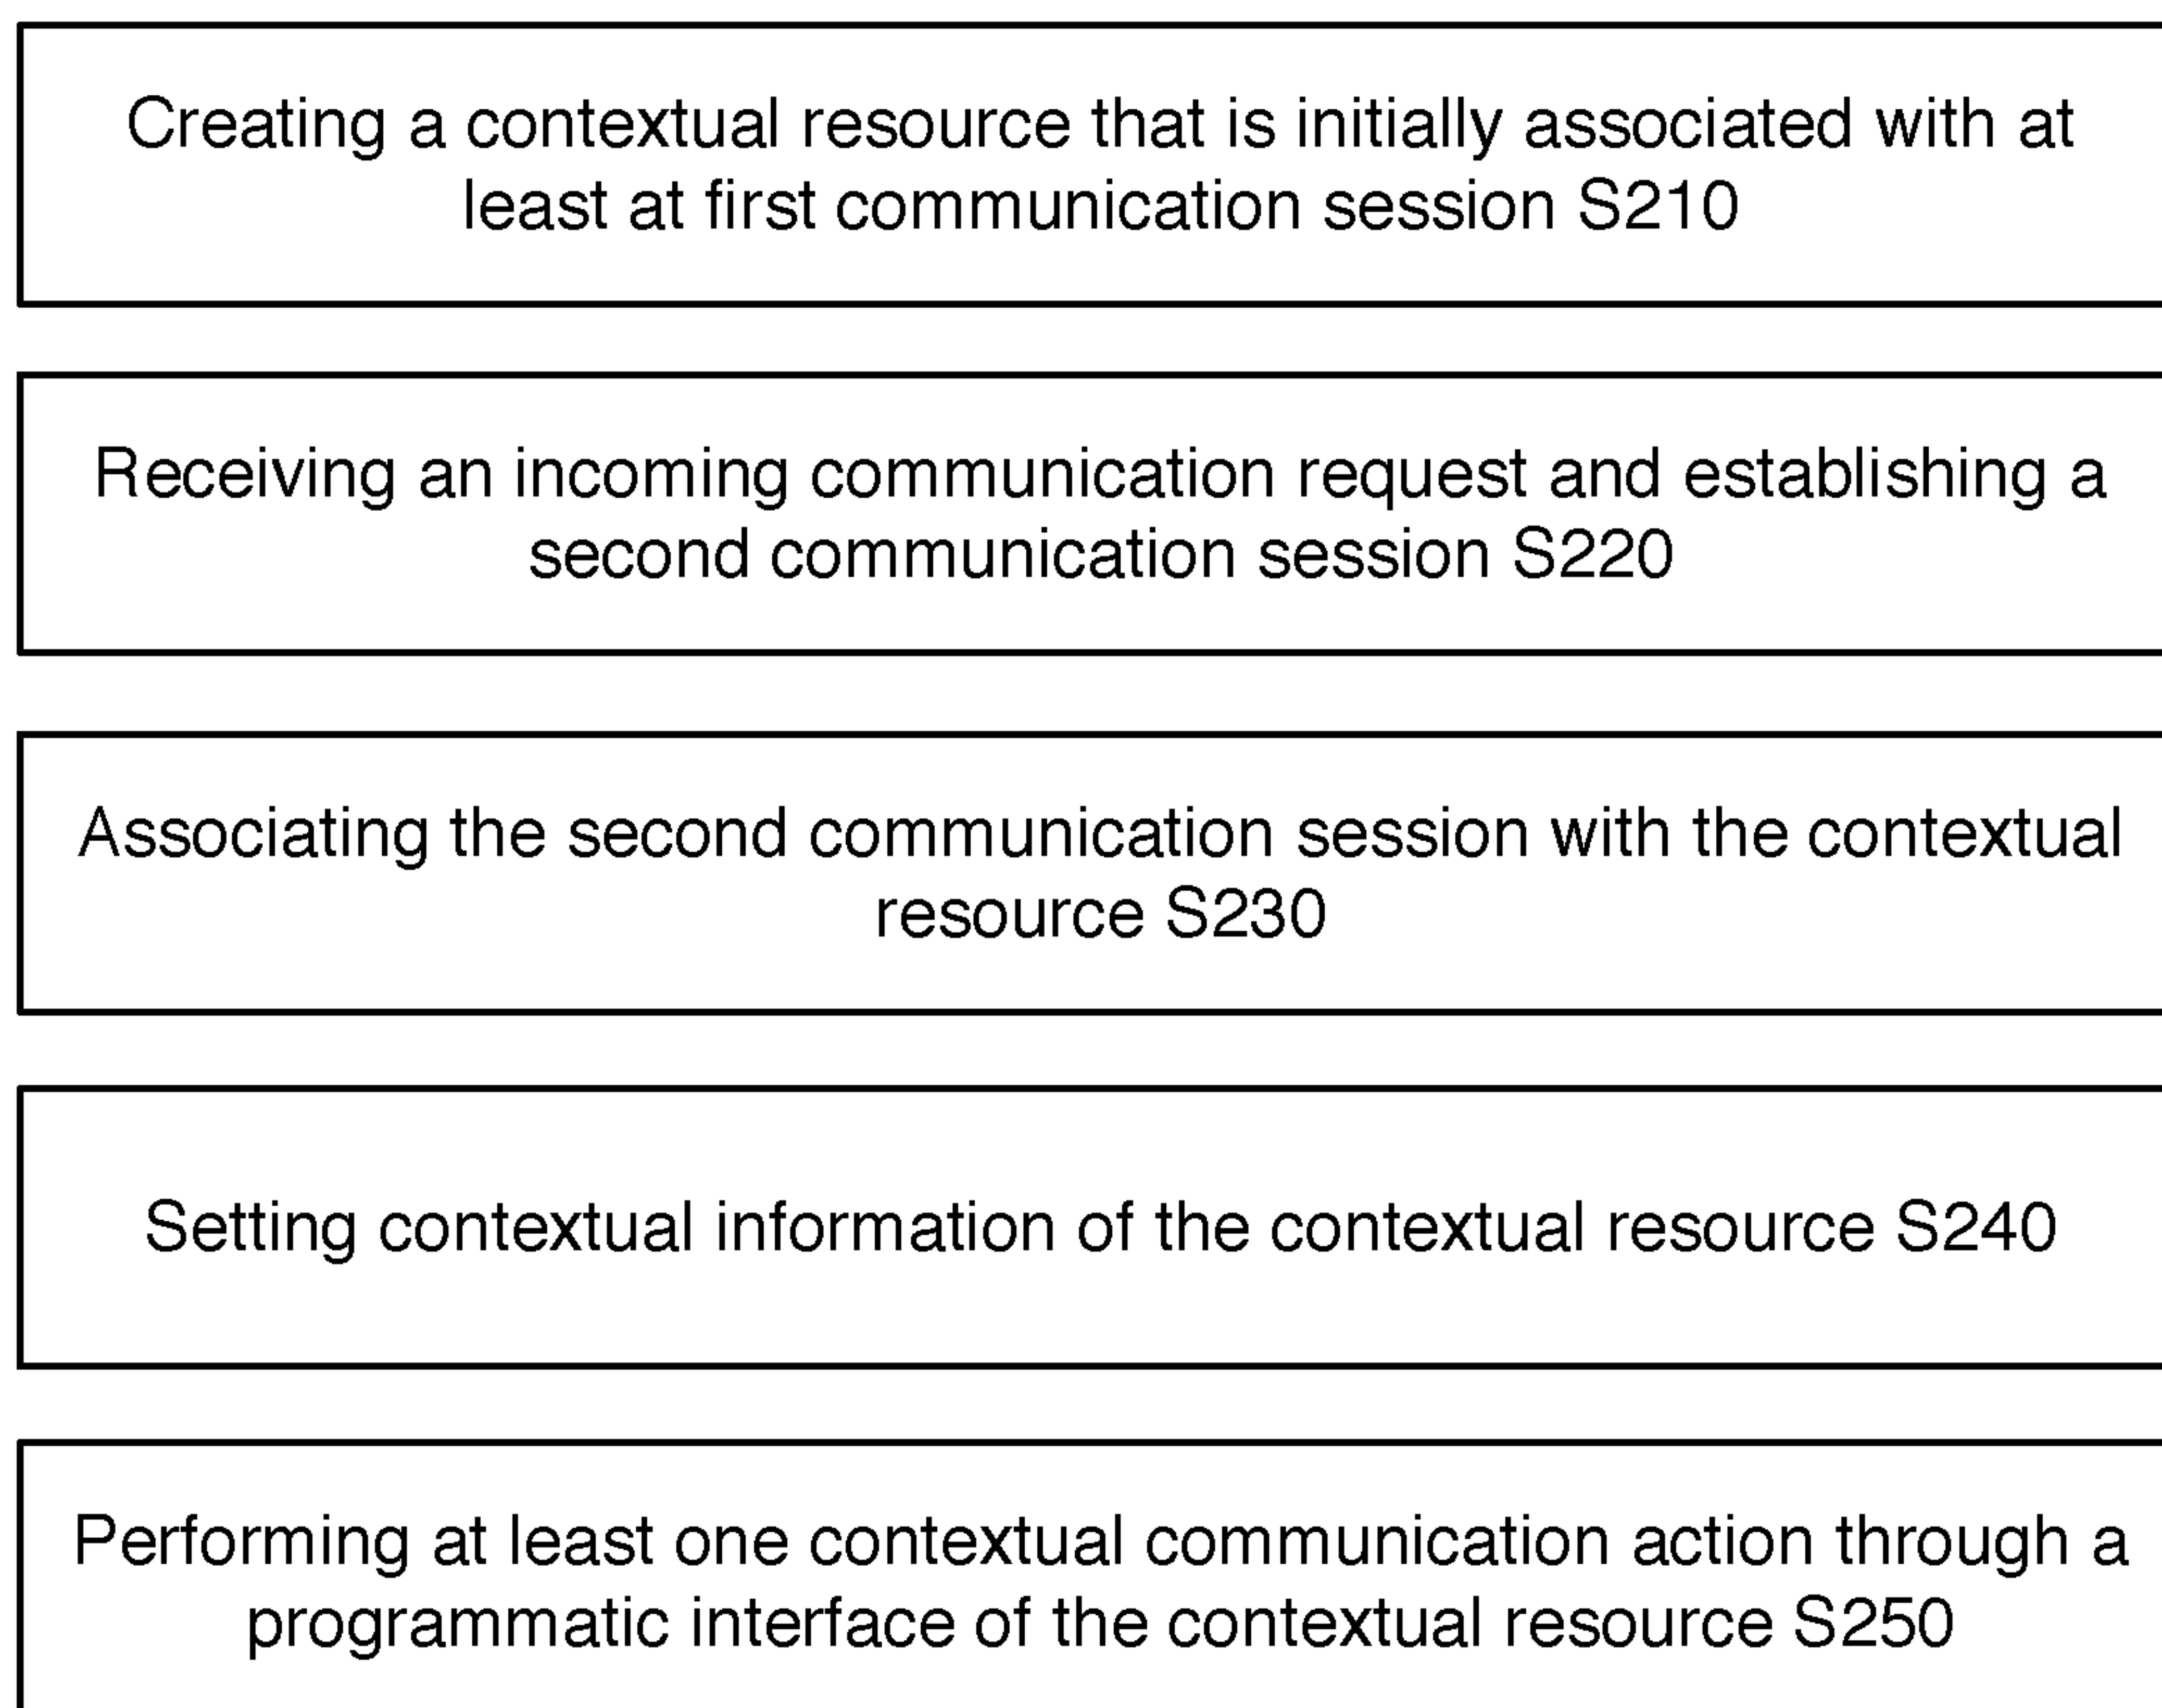 Creating a contextual resource that is initially associated with at
least at first communication session S210
Receiving an incoming communication request and establishing a
second communication session S220
Associating the second communication session with the contextual
resource S230
Setting contextual information of the contextual resource S240
Performing at least one contextual communication action through a
programmatic interface of the contextual resource S250